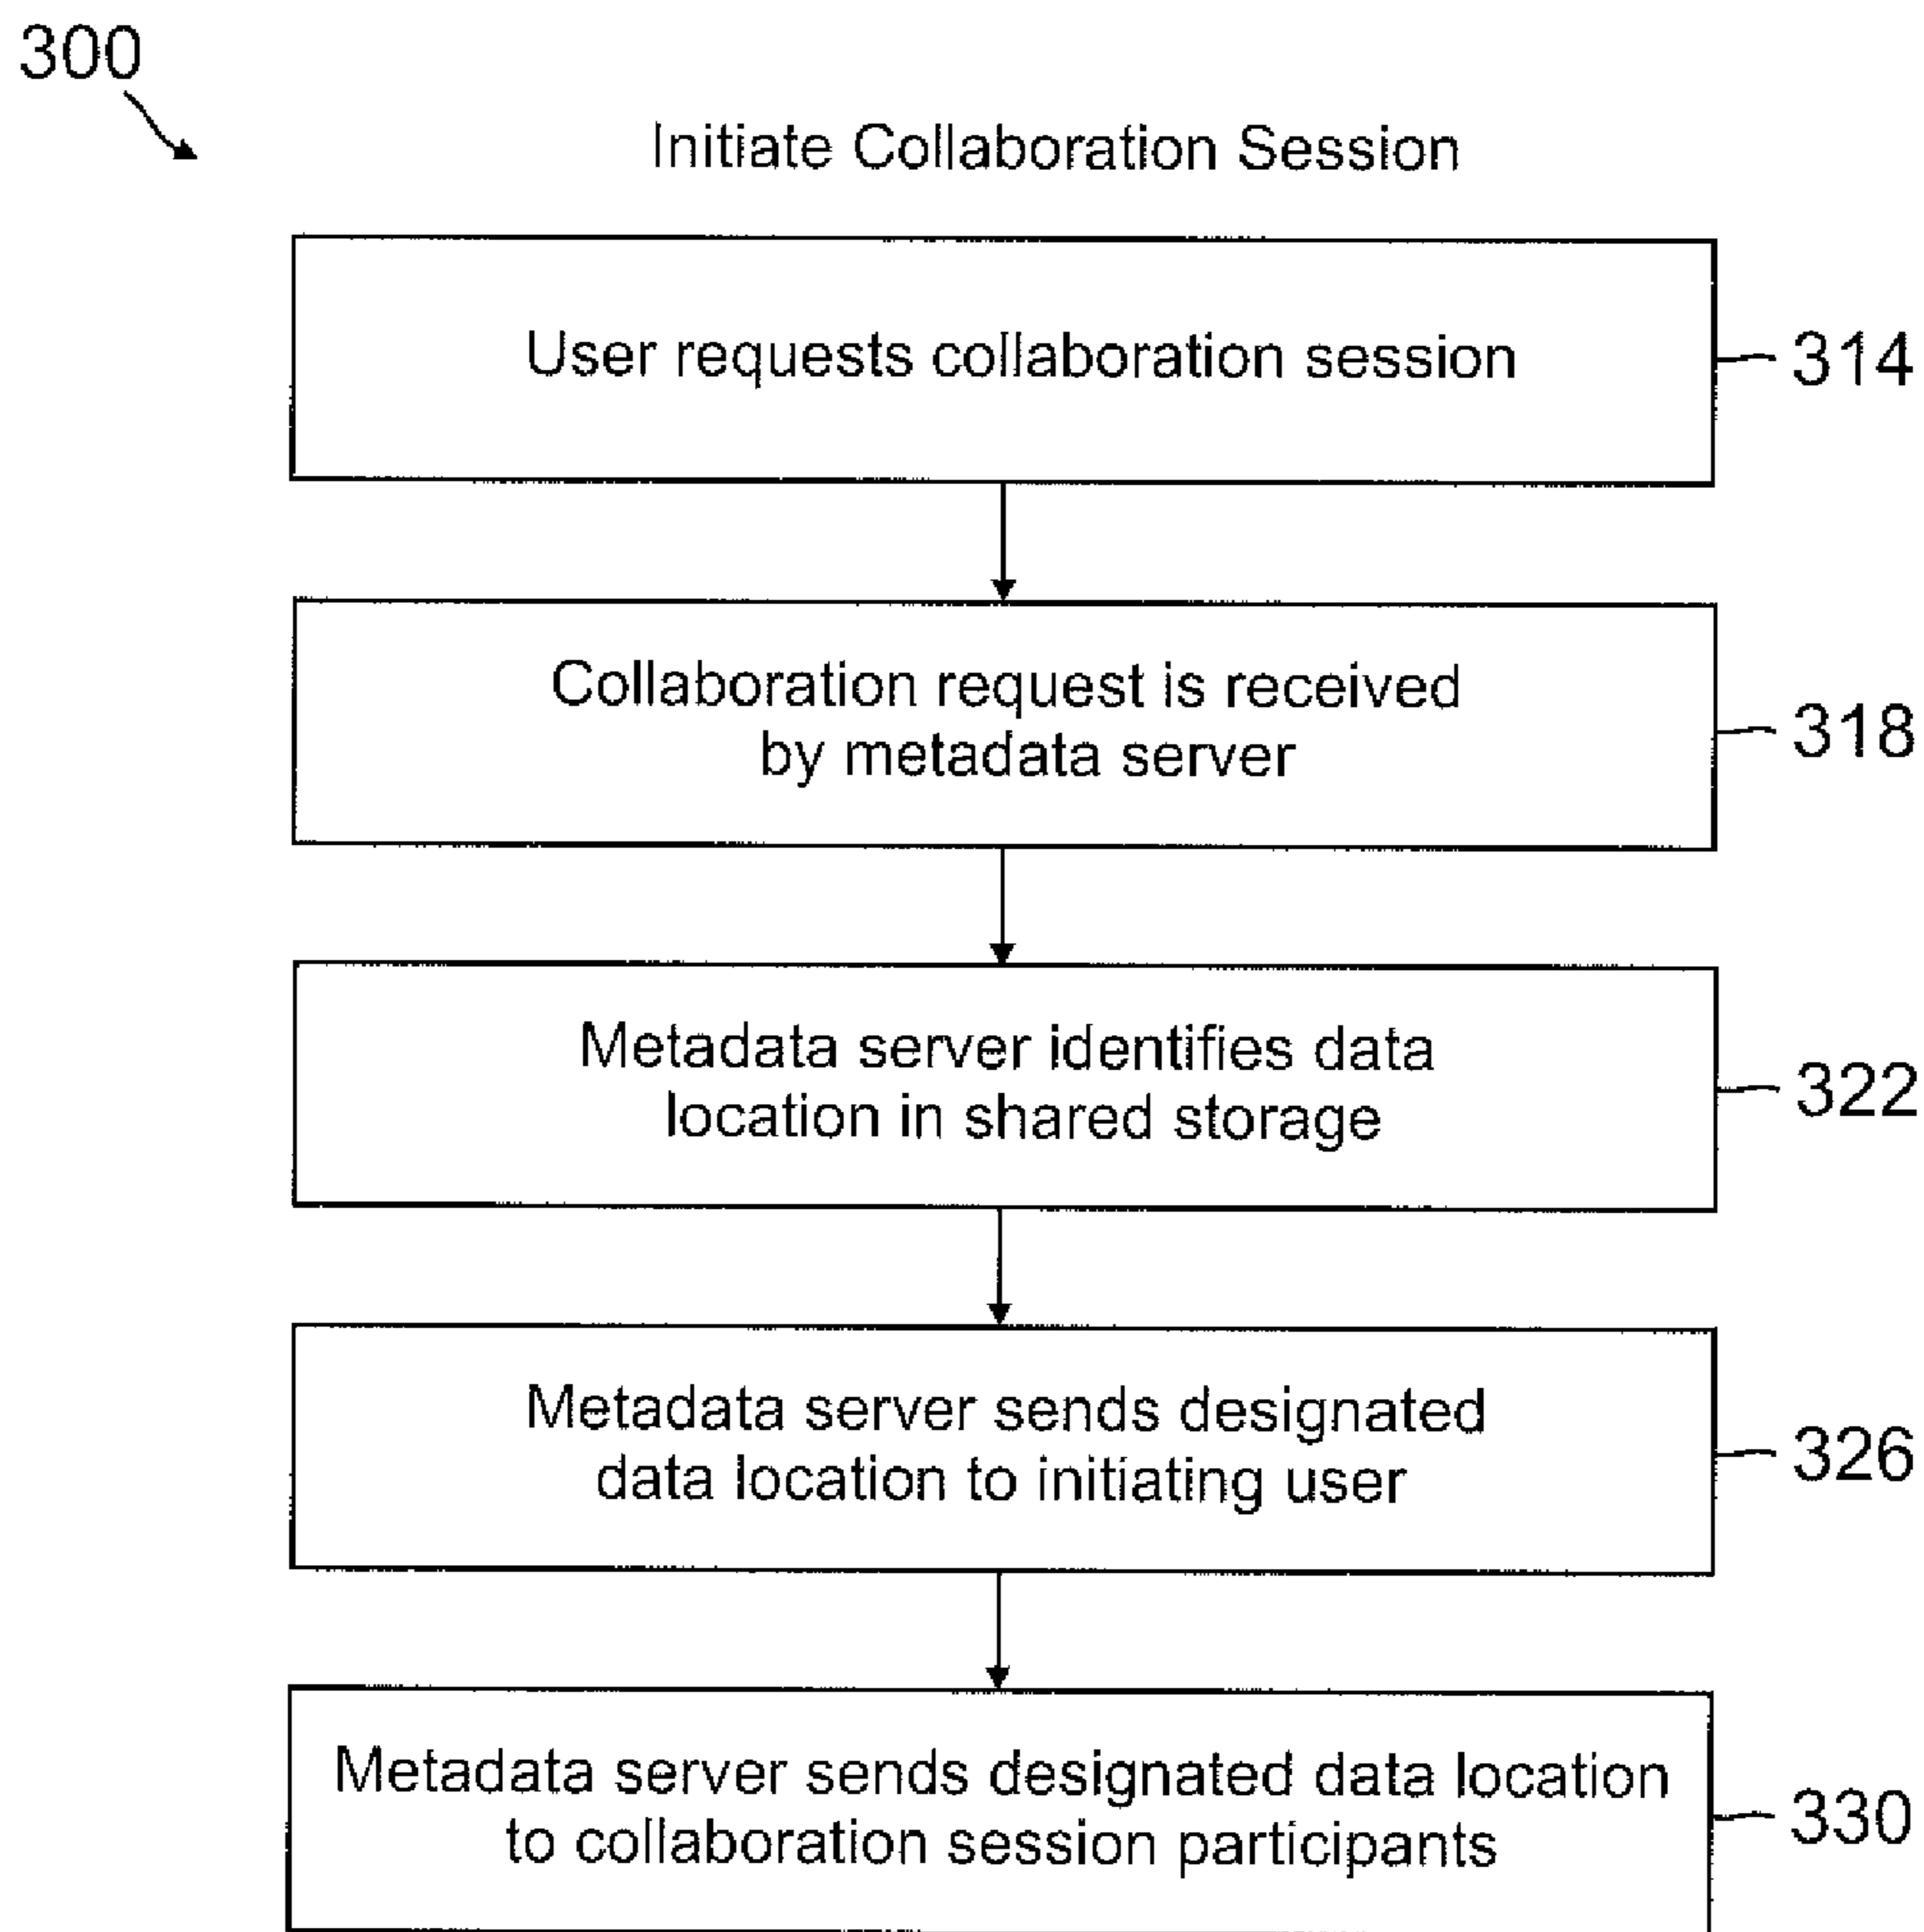 300
Initiate Collaboration Session
User requests collaboration session
314
Collaboration request is received
by metadata server
318
Metadata server identifies data
location in shared storage
322
Metadata server sends designated
data location to initiating user
326
Metadata server sends designated data location
to collaboration session participants
330